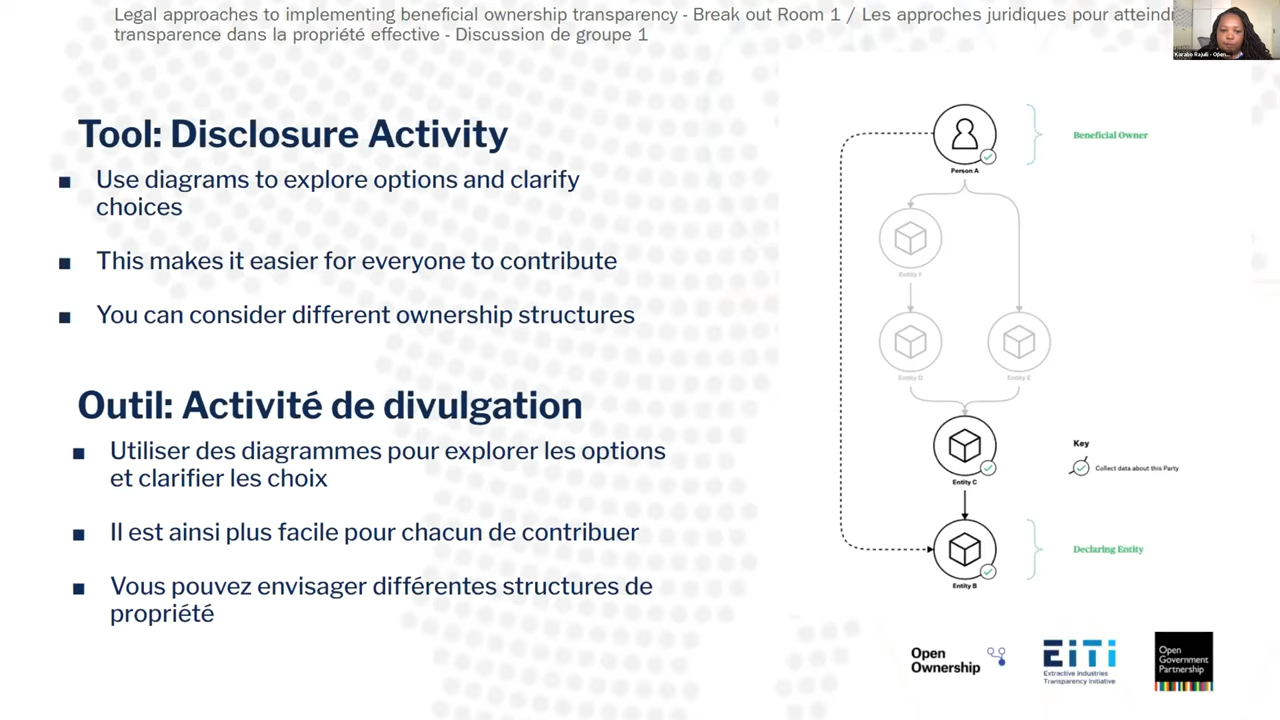 Legal approaches to implementing beneficial ownership transparency - Break out Room 1 / Les approches juridiques pour atteindr
transparence dans la propriété effective - Discussion de groupe 1
Karabo Rajuili - Open...
Tool: Disclosure Activity
■ Use diagrams to explore options and clarify
choices
■ This makes it easier for everyone to contribute
■ You can consider different ownership structures
Outil: Activité de divulgation
■ Utiliser des diagrammes pour explorer les options
et clarifier les choix
■ Il est ainsi plus facile pour chacun de contribuer
■ Vous pouvez envisager différentes structures de
propriété
Beneficial Owner
Person A
Entity F
Entity D
Entity E
Entity C
Key
Collect data about this Party
Entity B
Declaring Entity
Open
Ownership
EITI
Extractive Industries
Transparency Initiative
Open
Government
Partnership